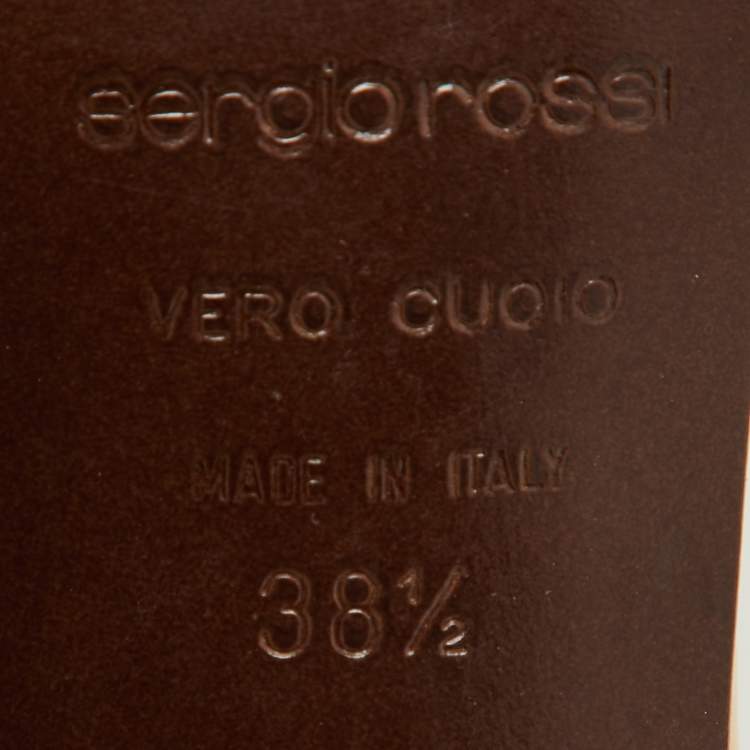 sergio rossi
VERO CUOIO
MADE IN ITALY
38½